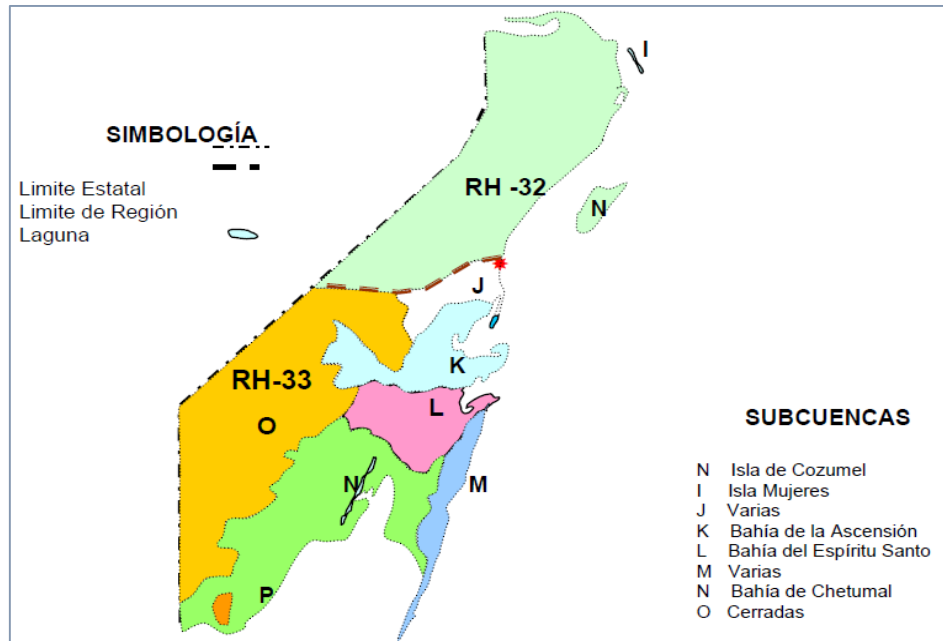 I
SIMBOLOGÍA
RH -32
Limite Estatal
Limite de Región
Laguna
N
J
K
RH-33
L
O
SUBCUENCAS
N
M
N Isla de Cozumel
I Isla Mujeres
J Varias
K Bahía de la Ascensión
L Bahía del Espíritu Santo
M Varias
N Bahía de Chetumal
O Cerradas
P